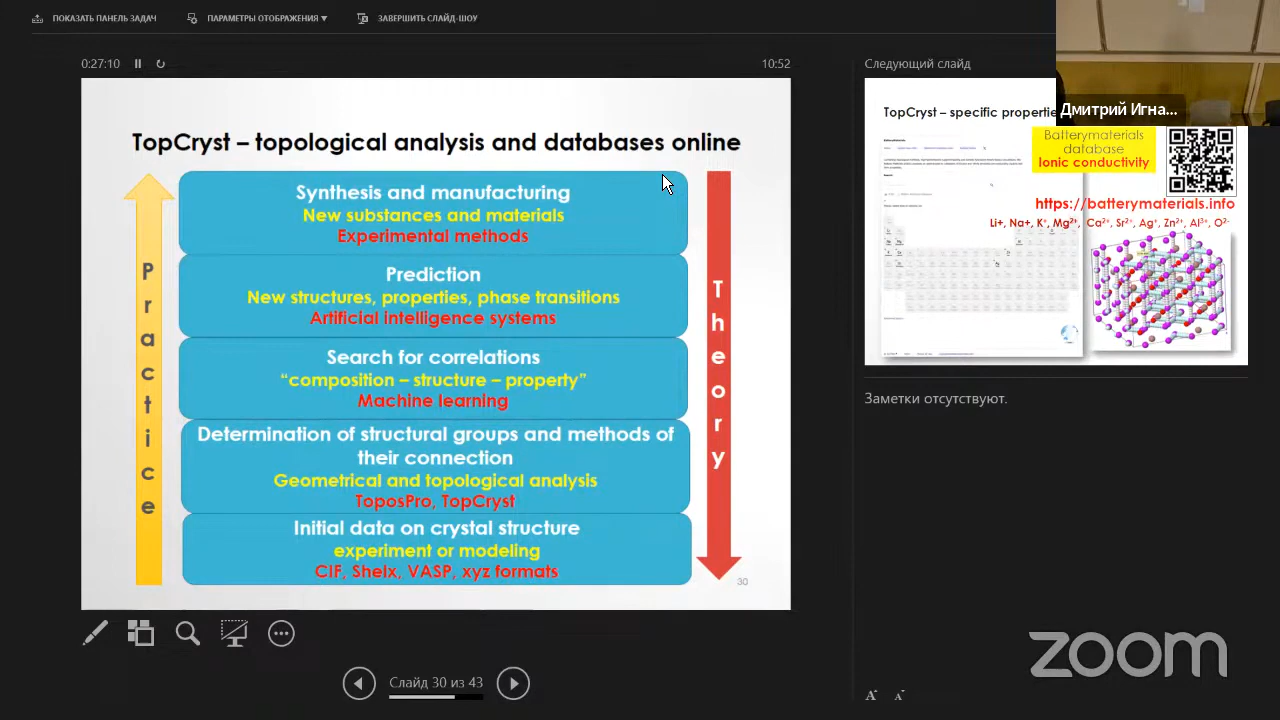 ПОКАЗАТЬ ПАНЕЛЬ ЗАДАЧ
ПАРАМЕТРЫ ОТОБРАЖЕНИЯ ▼
ЗАВЕРШИТЬ СЛАЙД-ШОУ
0:27:10
10:52
TopCryst – topological analysis and databases online
Practice
Synthesis and manufacturing
New substances and materials
Experimental methods
Prediction
New structures, properties, phase transitions
Artificial intelligence systems
Search for correlations
“composition – structure – property”
Machine learning
Determination of structural groups and methods of
their connection
Geometrical and topological analysis
ToposPro, TopCryst
Initial data on crystal structure
experiment or modeling
CIF, Shelx, VASP, xyz formats
Theory
30
Слайд 30 из 43
Следующий слайд
Дмитрий Игна...
TopCryst – specific propertie
Batterymaterials
database
Ionic conductivity
https://batterymaterials.info
Li+, Na+, K⁺, Mg²⁺, Ca²⁺, Sr²⁺, Ag⁺, Zn²⁺, Al³⁺, O²⁻
Заметки отсутствуют.
A A
zoom